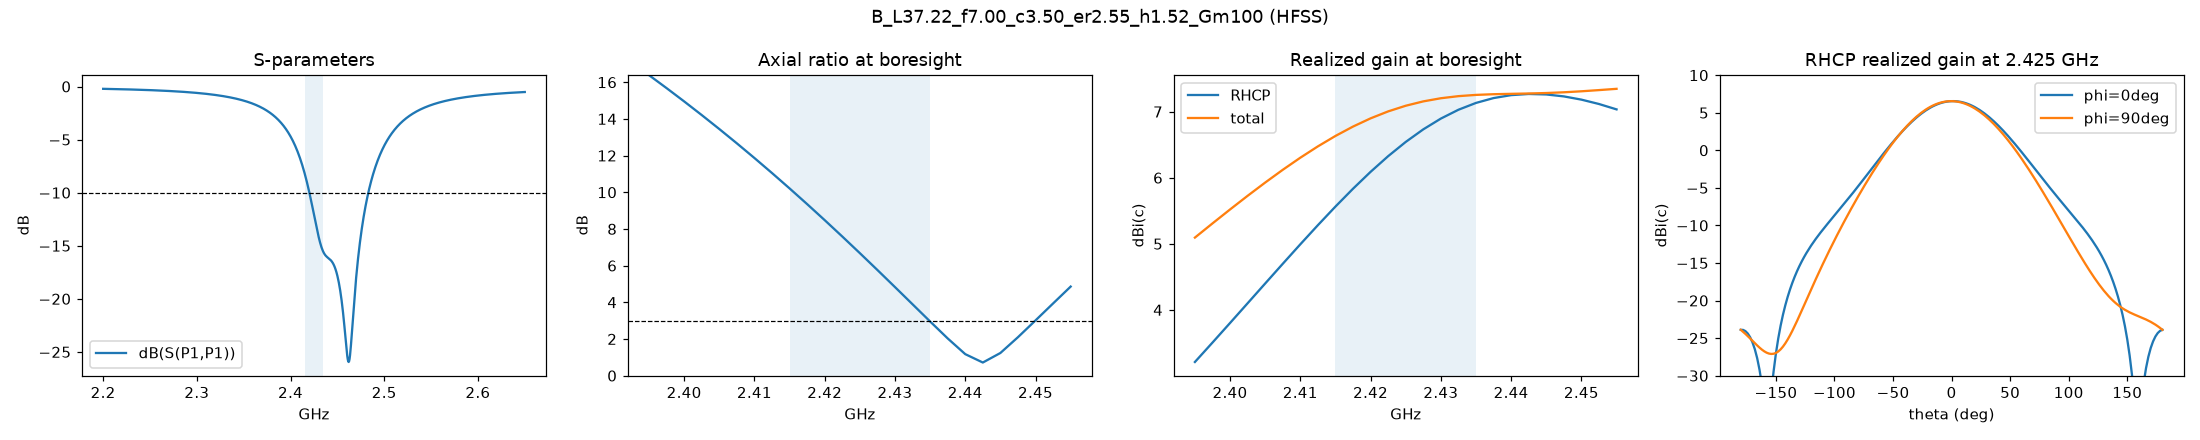 B_L37.22_f7.00_c3.50_er2.55_h1.52_Gm100 (HFSS)
S-parameters
0
−5
−10
−15
−20
−25
dB
dB(S(P1,P1))
2.2 2.3 2.4 2.5 2.6
GHz
Axial ratio at boresight
16
14
12
10
8
6
4
2
0
dB
2.40 2.41 2.42 2.43 2.44 2.45
GHz
Realized gain at boresight
RHCP
total
7
6
5
4
dBi(c)
2.40 2.41 2.42 2.43 2.44 2.45
GHz
RHCP realized gain at 2.425 GHz
phi=0deg
phi=90deg
10
5
0
−5
−10
−15
−20
−25
−30
dBi(c)
−150 −100 −50 0 50 100 150
theta (deg)